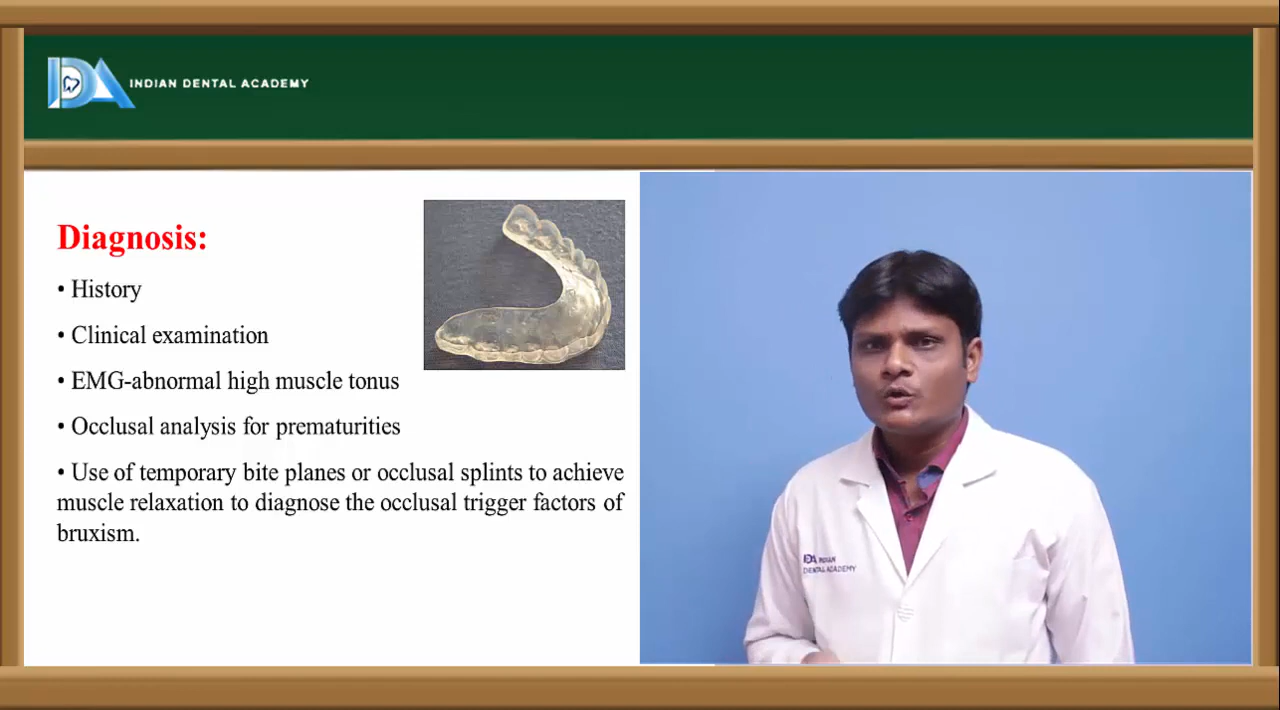 IDA INDIAN DENTAL ACADEMY
Diagnosis:
• History
• Clinical examination
• EMG-abnormal high muscle tonus
• Occlusal analysis for prematurities
• Use of temporary bite planes or occlusal splints to achieve
muscle relaxation to diagnose the occlusal trigger factors of
bruxism.
IDA INDIAN
DENTAL ACADEMY